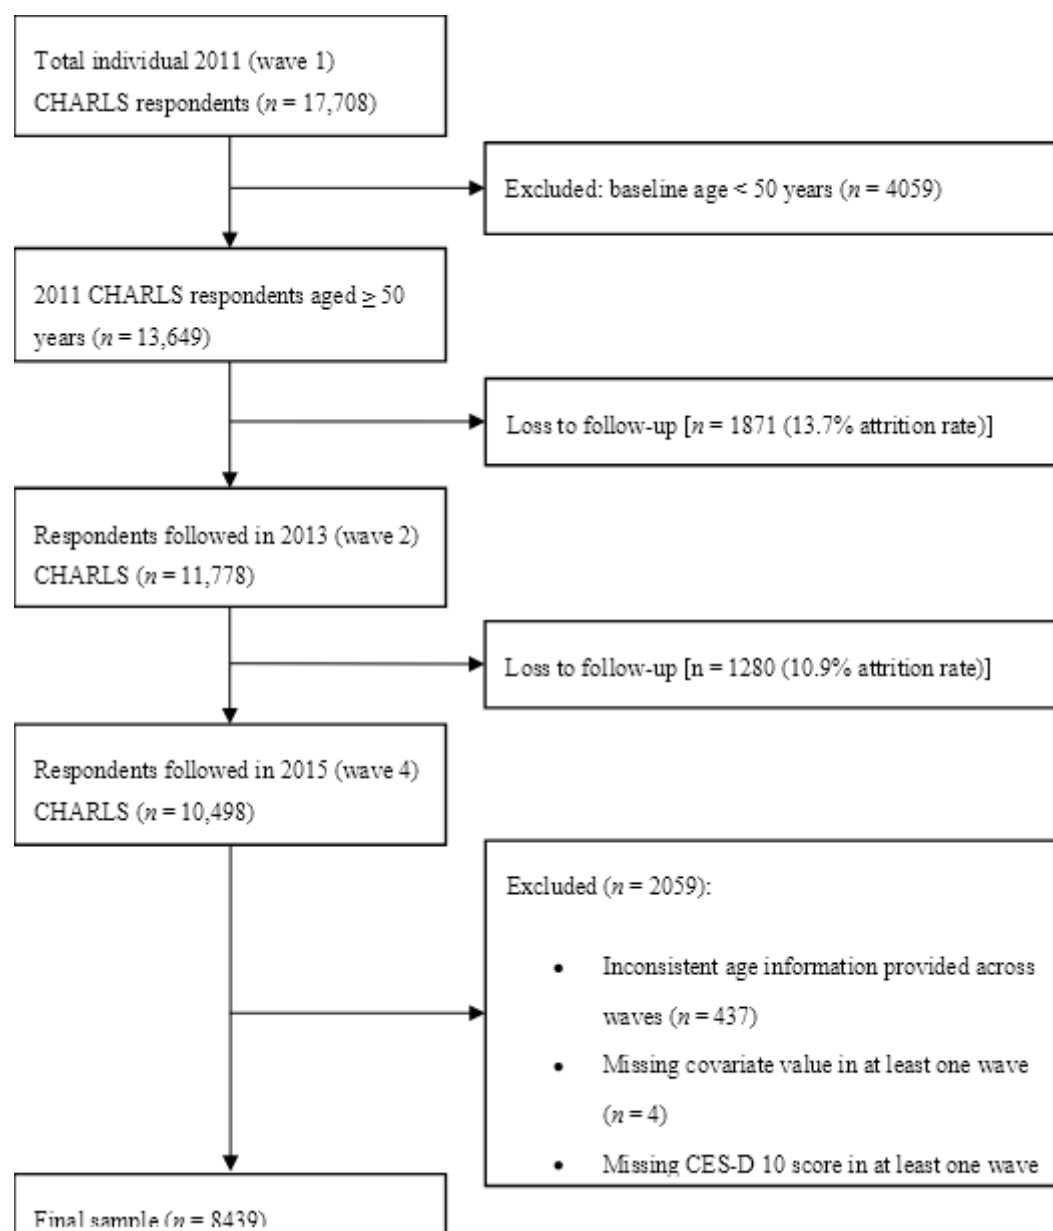 Total individual 2011 (wave 1)
CHARLS respondents (n = 17,708)
Excluded: baseline age < 50 years (n = 4059)
2011 CHARLS respondents aged ≥ 50
years (n = 13,649)
Loss to follow-up [n = 1871 (13.7% attrition rate)]
Respondents followed in 2013 (wave 2)
CHARLS (n = 11,778)
Loss to follow-up [n = 1280 (10.9% attrition rate)]
Respondents followed in 2015 (wave 4)
CHARLS (n = 10,498)
Excluded (n = 2059):
• Inconsistent age information provided across
waves (n = 437)
• Missing covariate value in at least one wave
(n = 4)
• Missing CES-D 10 score in at least one wave
Final sample (n = 8439)